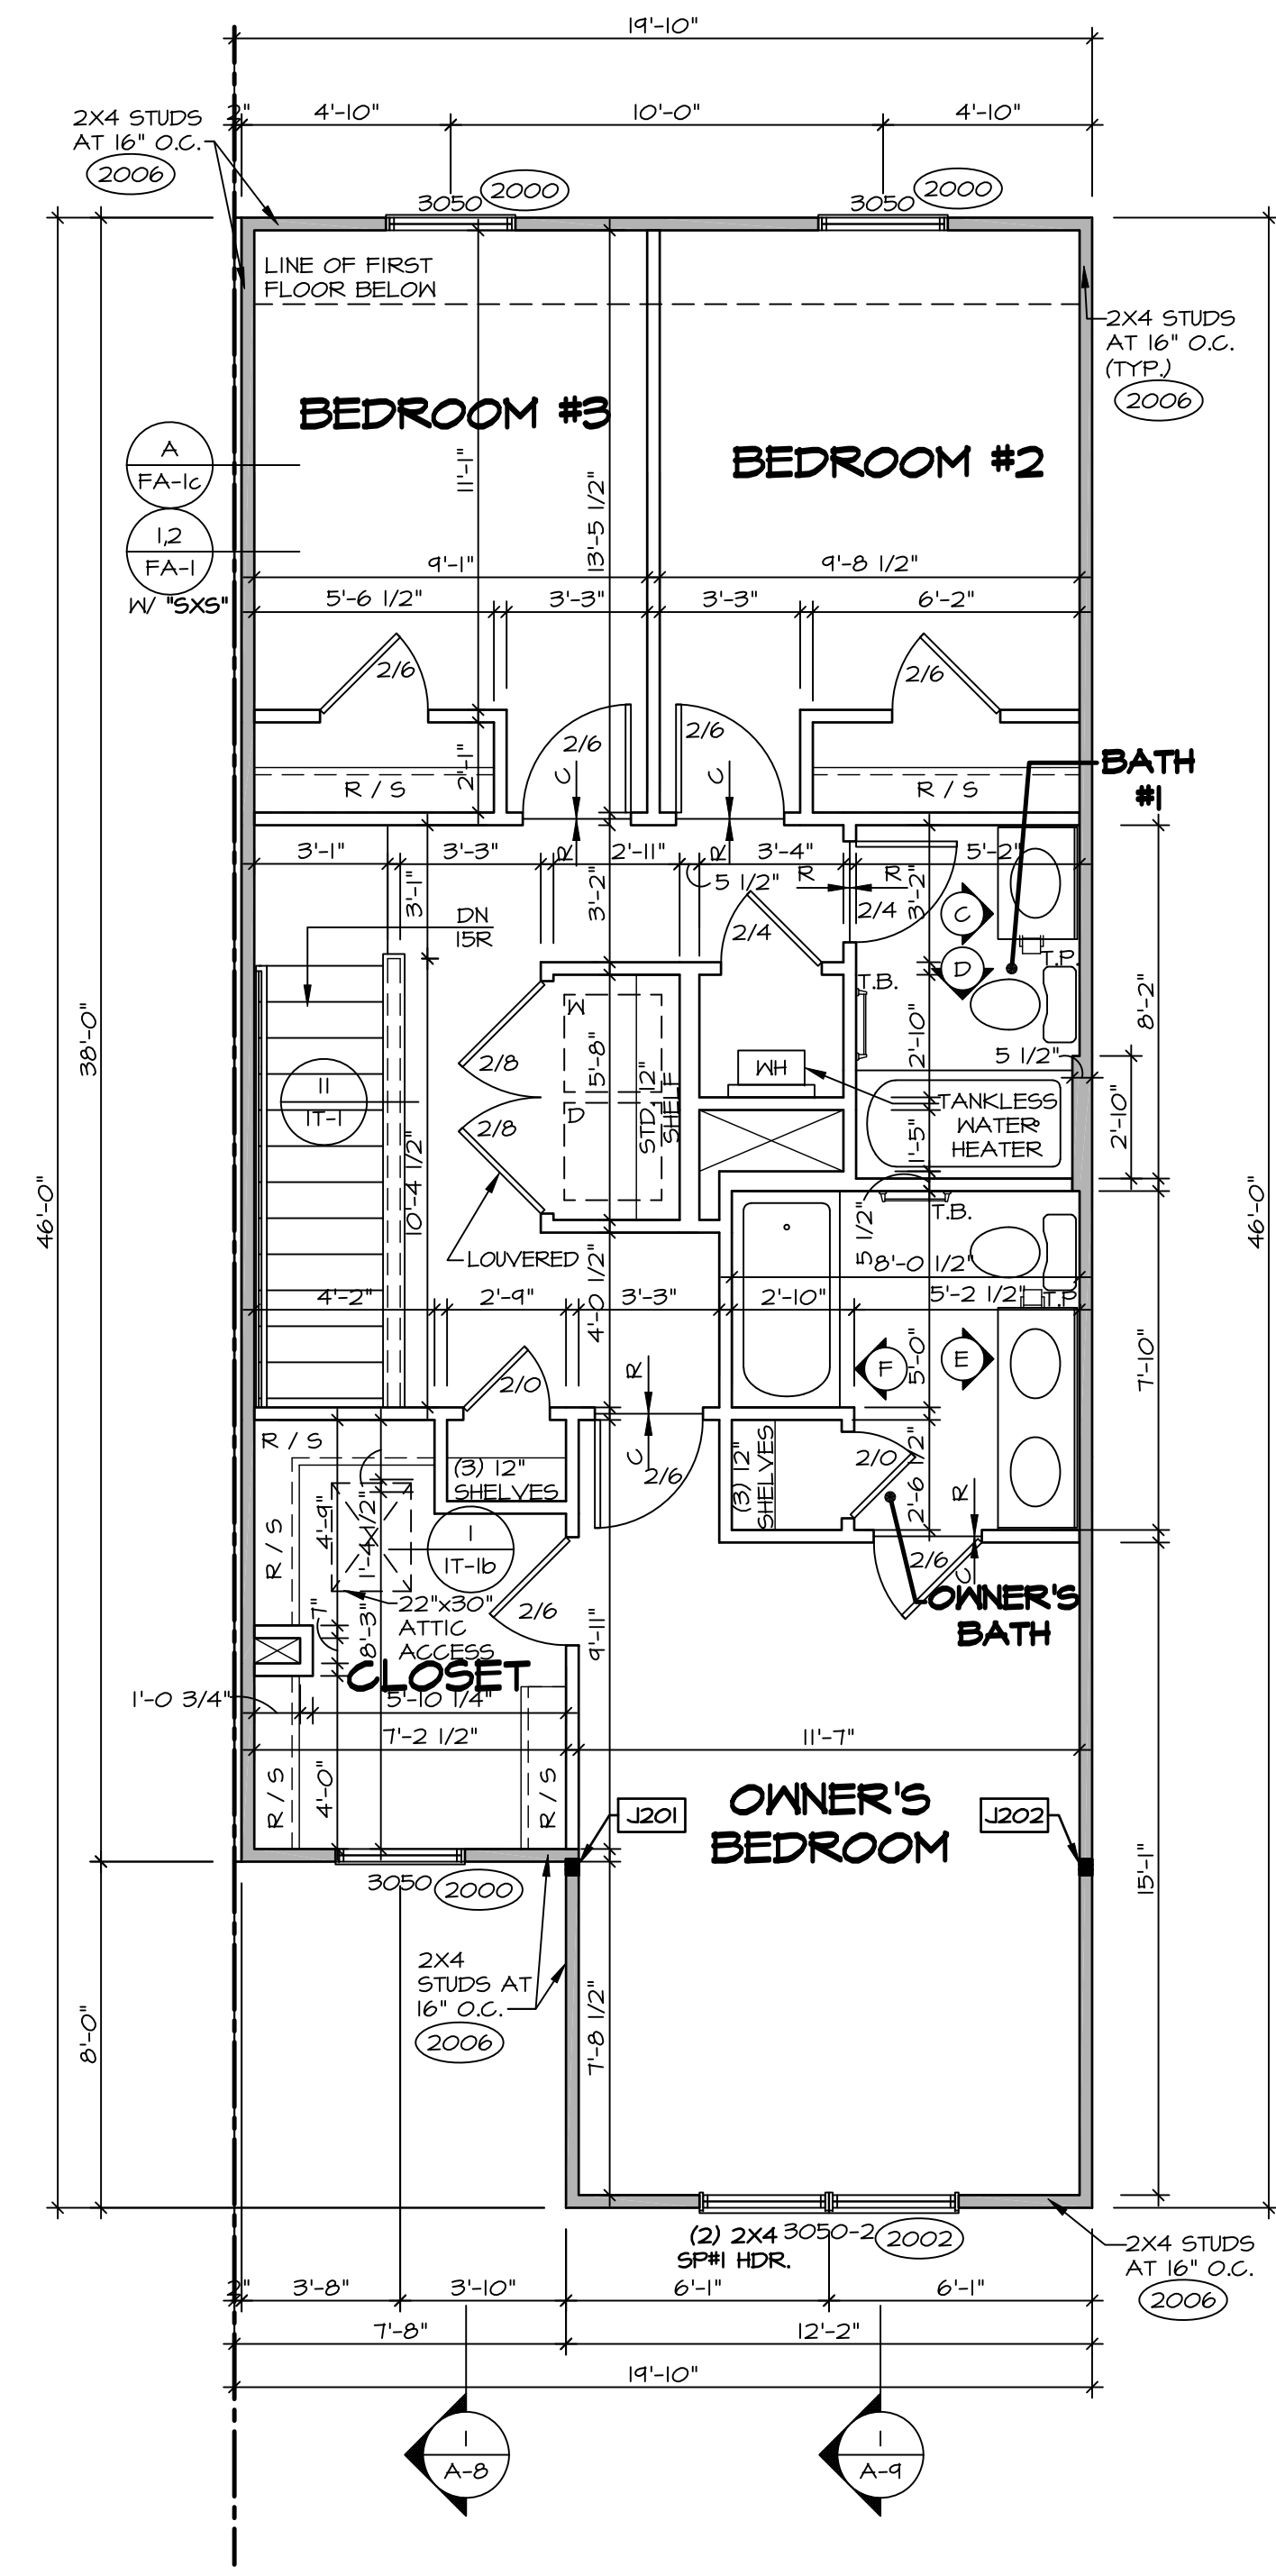 19'-10"
2"
4'-10"
10'-0"
4'-10"
2X4 STUDS
AT 16" O.C.
2006
3050
2000
3050
2000
LINE OF FIRST
FLOOR BELOW
2X4 STUDS
AT 16" O.C.
(TYP.)
2006
BEDROOM #3
BEDROOM #2
A
FA-1c
1,2
FA-1
W/ "SXS"
11'-1"
13'-5 1/2"
9'-1"
9'-8 1/2"
5'-6 1/2"
3'-3"
3'-3"
6'-2"
2/6
2/6
2/6
2/6
2'-1"
R / S
C
C
R / S
BATH
#1
3'-1"
3'-3"
R
2'-11"
R
3'-4"
5'-2"
5 1/2"
R
R
3'-1"
3'-2"
3'-2"
2/4
2/4
C
DN
15R
D
T.P.
T.B.
38'-0"
8'-2"
W
5'-8"
2'-10"
5 1/2"
2/8
WH
11
IT-1
STD. 12"
SHELF
TANKLESS
WATER
HEATER
2'-10"
D
2/8
10'-4 1/2"
1'-5"
46'-0"
46'-0"
LOUVERED
T.B.
5 1/2"
8'-0 1/2"
4'-2"
2'-9"
4'-0 1/2"
3'-3"
2'-10"
5'-2 1/2"
T.P.
5'-0"
F
E
7'-10"
2/0
R
R / S
C
2/6
(3) 12"
SHELVES
(3) 12"
SHELVES
2/0
2'-6 1/2"
R
R / S
4'-9"
1'-4 1/2"
1
IT-1b
2/6
C
OWNER'S
BATH
22"x30"
ATTIC
ACCESS
2/6
7"
8'-3"
9'-11"
CLOSET
1'-0 3/4"
5'-10 1/4"
7'-2 1/2"
11'-7"
R / S
4'-0"
R / S
J201
OWNER'S
BEDROOM
J202
3050
2000
15'-1"
2X4
STUDS AT
16" O.C.
2006
8'-0"
7'-8 1/2"
(2) 2X4
SP#1 HDR.
3050-2
2002
2X4 STUDS
AT 16" O.C.
2006
2"
3'-8"
3'-10"
6'-1"
6'-1"
7'-8"
12'-2"
19'-10"
1
A-8
1
A-9